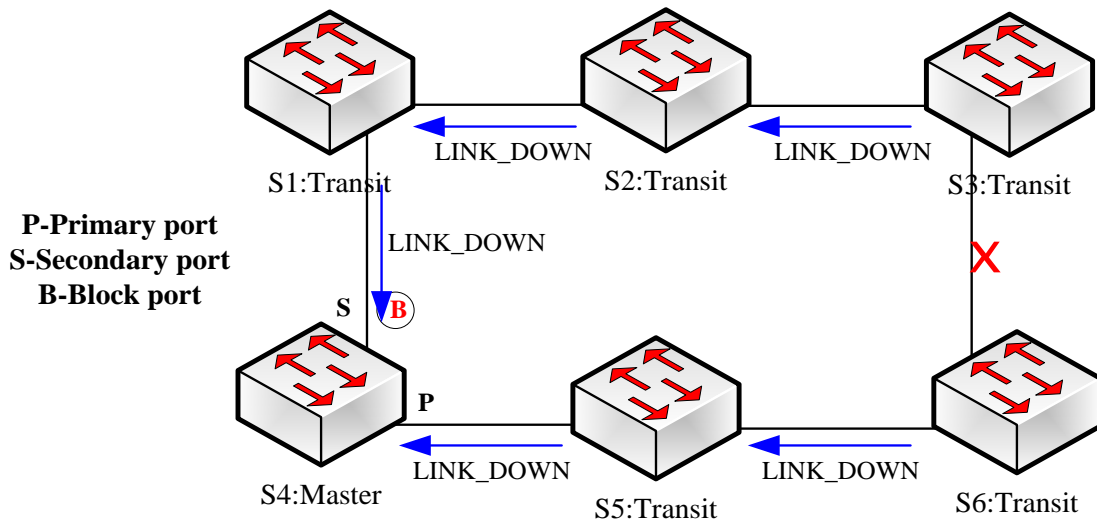 LINK_DOWN
LINK_DOWN
S1:Transit
S2:Transit
S3:Transit
P-Primary port
S-Secondary port
B-Block port
LINK_DOWN
X
S
B
P
LINK_DOWN
LINK_DOWN
S4:Master
S5:Transit
S6:Transit